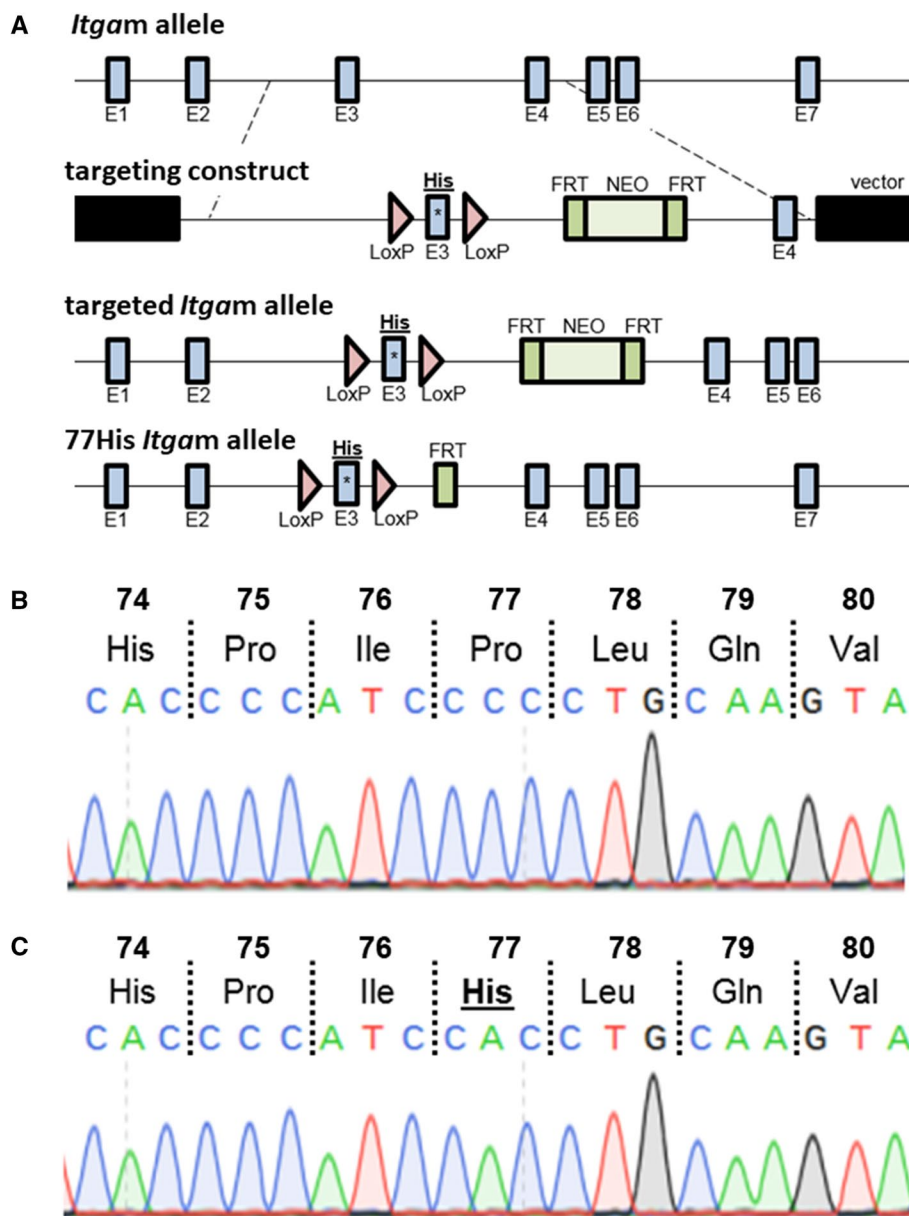 A
Itgam allele
E1 E2 E3 E4 E5 E6 E7
targeting construct
His FRT NEO FRT vector
*
LoxP E3 LoxP E4
targeted Itgam allele
His FRT NEO FRT
*
E1 E2 LoxP E3 LoxP E4 E5 E6
77His Itgam allele
His FRT
*
E1 E2 LoxP E3 LoxP E4 E5 E6 E7
B
74 75 76 77 78 79 80
His Pro Ile Pro Leu Gln Val
C A C C C C A T C C C C C T G C A A G T A
C
74 75 76 77 78 79 80
His Pro Ile His Leu Gln Val
C A C C C C A T C C A C C T G C A A G T A